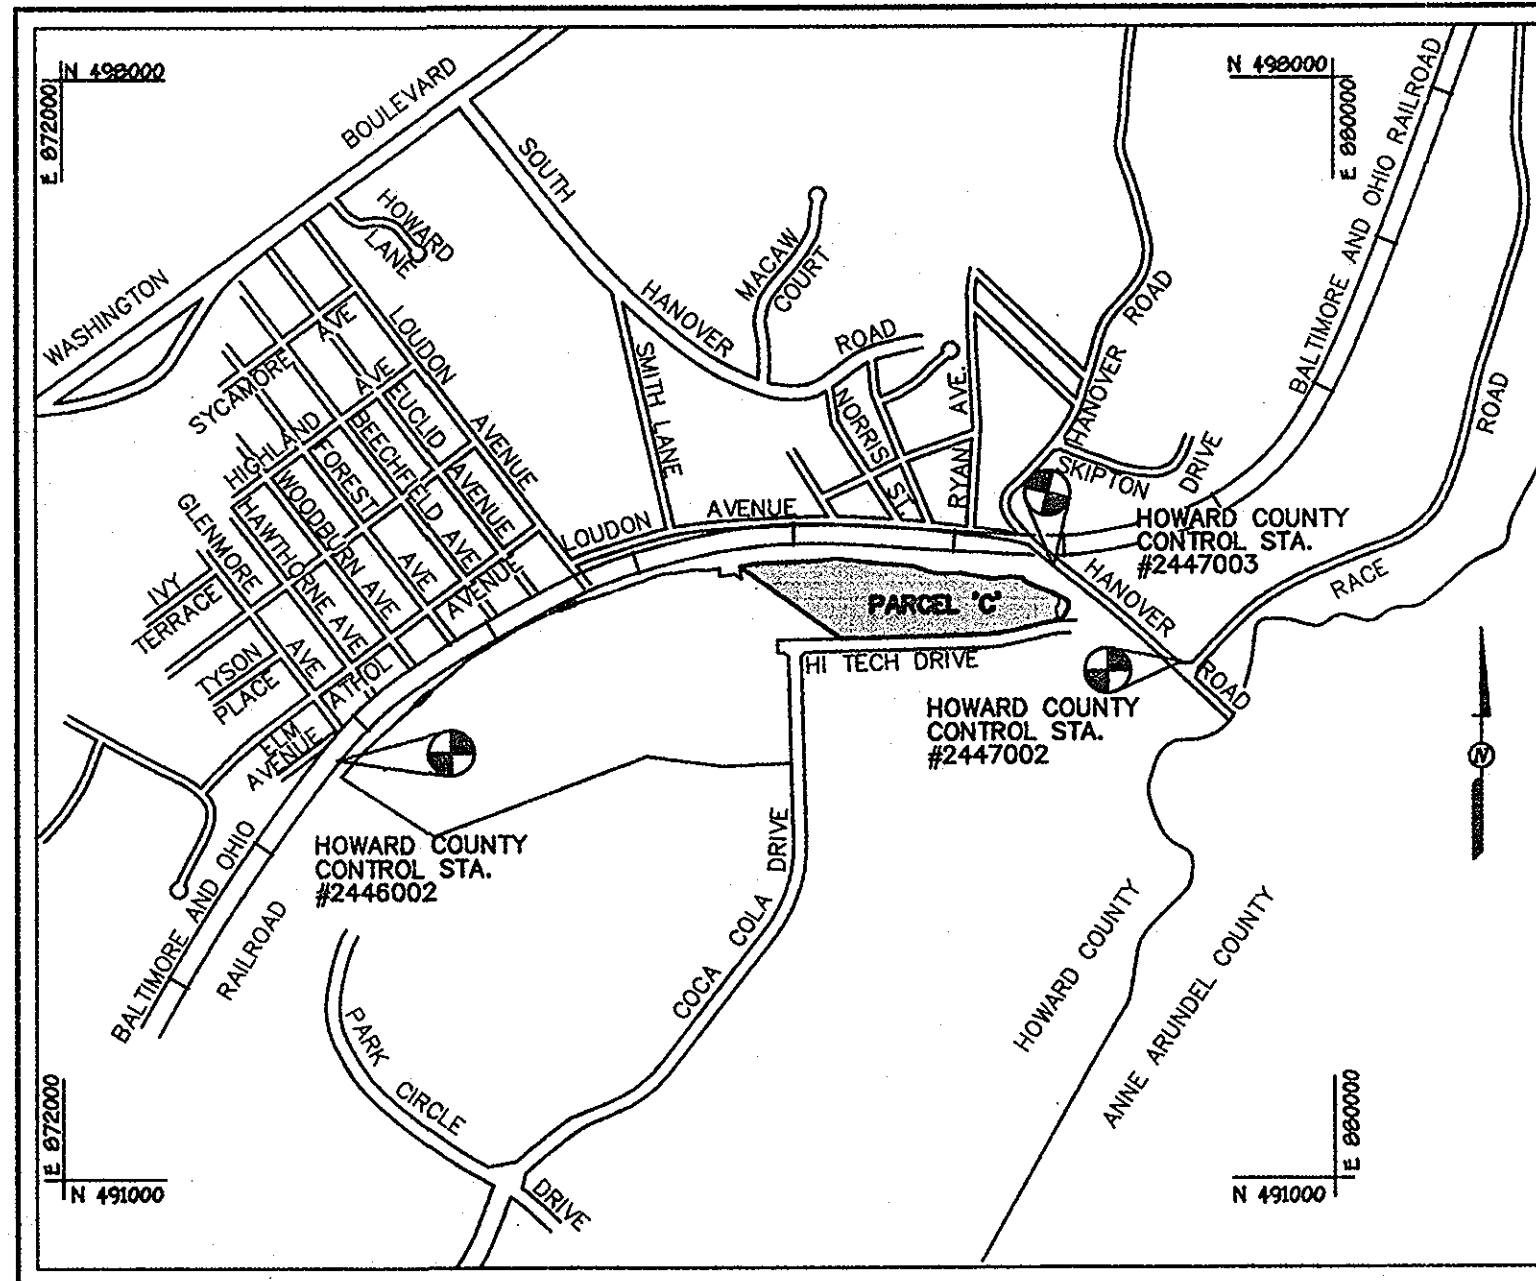 N 498000
E 872000
N 498000
E 880000
WASHINGTON BOULEVARD
SOUTH HANOVER ROAD
HOWARD
LANE
MACAW
COURT
HANOVER ROAD
BALTIMORE AND OHIO RAILROAD
RACE ROAD
SYCAMORE AVE
LOUDON AVENUE
HIGHLAND AVE
EUCLID AVENUE
BEECHFIELD AVE
FOREST AVE
WOODBURN AVE
HAWTHORNE AVE
GLENMORE AVE
IVY
TERRACE
TYSON
PLACE
ATHOL AVENUE
ELM
AVENUE
SMITH LANE
NORRIS ST.
RYAN AVE.
SKIPTON DRIVE
LOUDON AVENUE
HOWARD COUNTY
CONTROL STA.
#2447003
HANOVER ROAD
PARCEL 'C'
HI TECH DRIVE
HOWARD COUNTY
CONTROL STA.
#2447002
N
HOWARD COUNTY
CONTROL STA.
#2446002
BALTIMORE AND OHIO
RAILROAD
COCA COLA DRIVE
PARK CIRCLE DRIVE
HOWARD COUNTY
ANNE ARUNDEL COUNTY
E 872000
N 491000
E 880000
N 491000